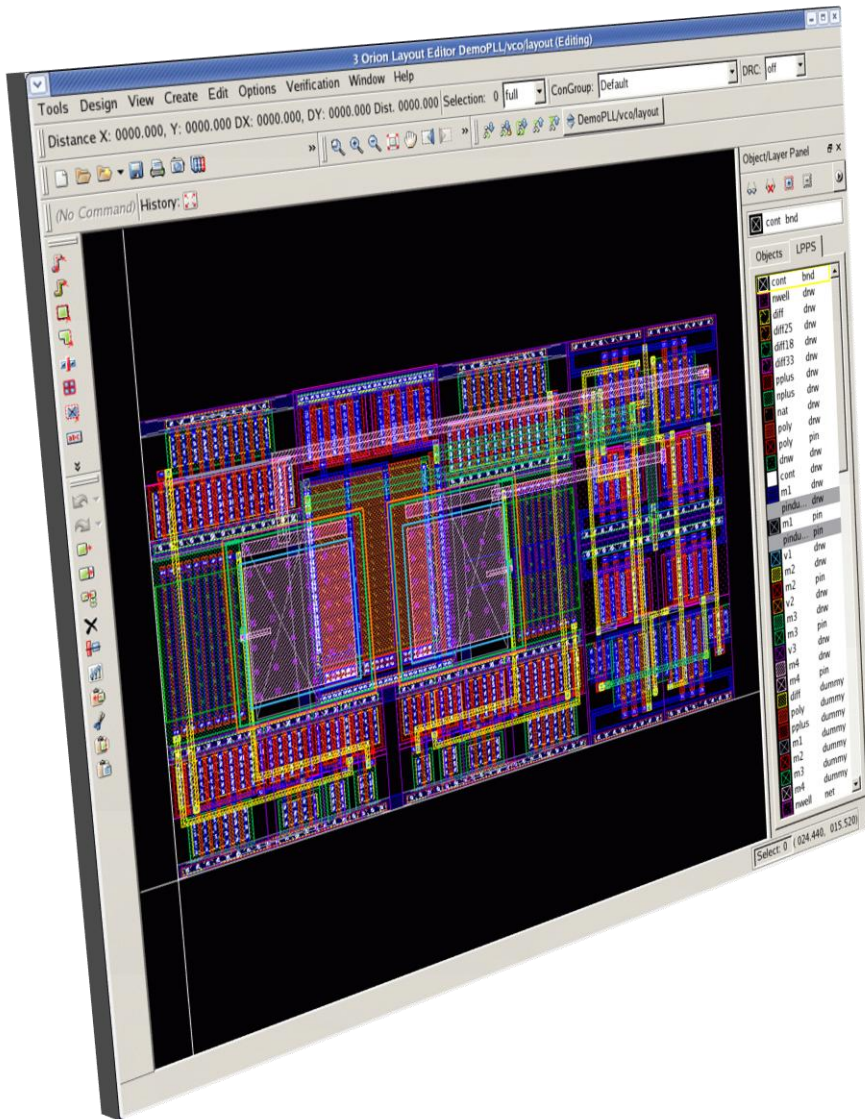 3 Orion Layout Editor DemoPLL/vco/layout (Editing)
Tools Design View Create Edit Options Verification Window Help
Distance X: 0000.000, Y: 0000.000 DX: 0000.000, DY: 0000.000 Dist. 0000.000 Selection: 0 full ConGroup: Default DRC: off
» » DemoPLL/vco/layout
(No Command) History:
Object/Layer Panel
cont bnd
Objects LPPS
cont bnd
nwell drw
diff drw
diff25 drw
diff18 drw
diff33 drw
pplus drw
nplus drw
nat drw
poly drw
poly pin
dnw drw
cont drw
m1 drw
pindu... drw
m1 pin
pindu... pin
v1 drw
m2 drw
m2 pin
v2 drw
m3 drw
m3 pin
v3 drw
m4 drw
m4 pin
diff dummy
poly dummy
pplus dummy
m1 dummy
m2 dummy
m3 dummy
m4 dummy
nwell net
abc
Select: 0 (024.440, 015.520)